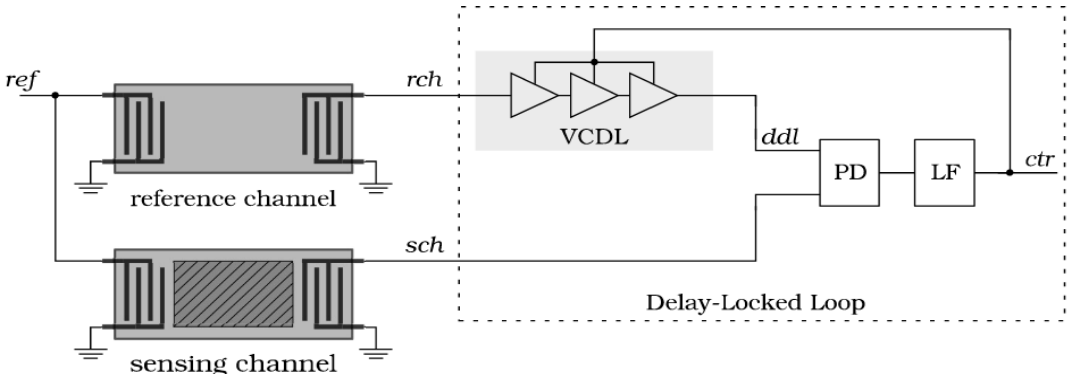 ref
rch
VCDL
ddl
PD
LF
ctr
reference channel
sch
Delay-Locked Loop
sensing channel